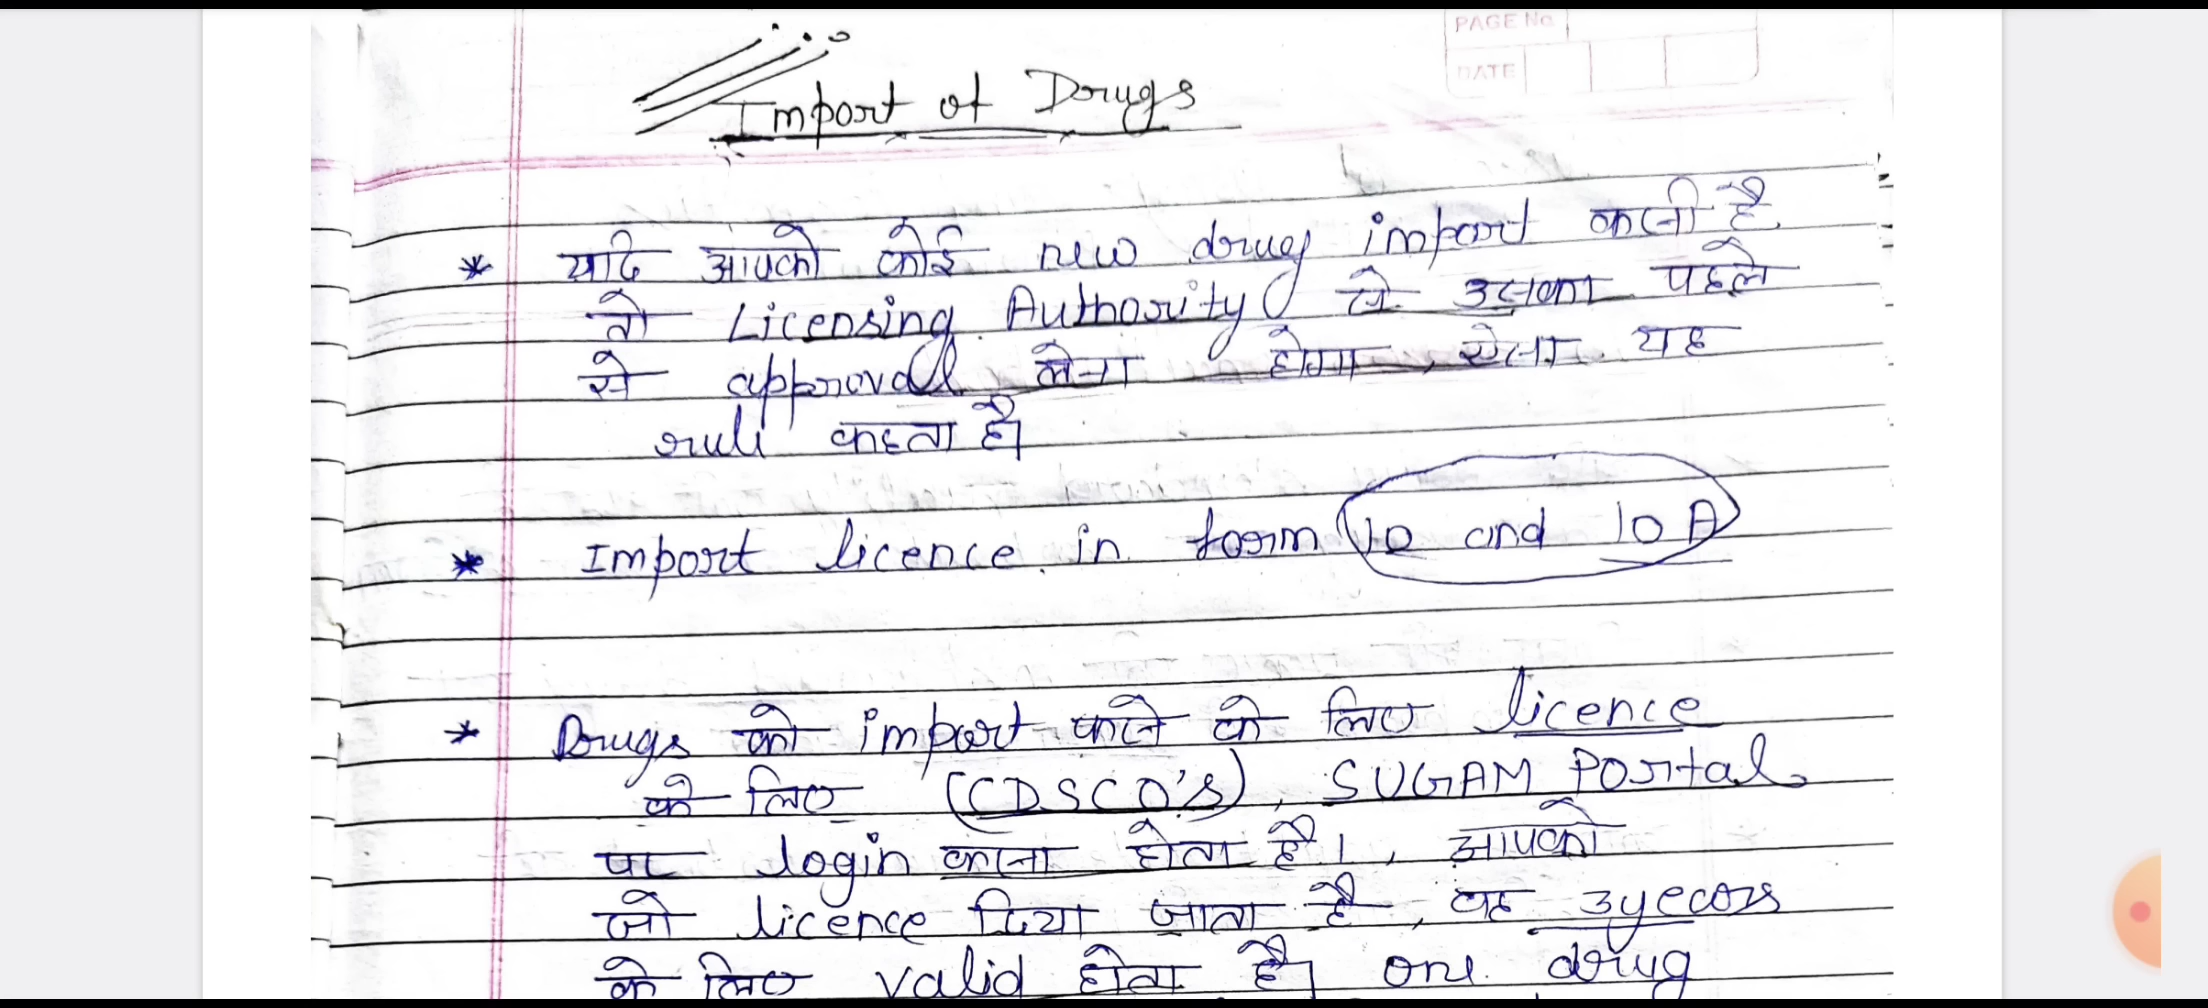 PAGE No.
DATE
Import of Drugs
* यदि आपको कोई new drug import करनी है
तो Licensing Authority से उसका पहले
से approval लेना होगा, ऐसा यह
rule कहता है।
* Import licence in form 10 and 10 A
* Drugs को import करने के लिए licence
के लिए (CDSCO's), SUGAM Portal
पर login करना होता है।, आपको
जो licence दिया जाता है, वह 3years
के लिए valid होता है। one drug